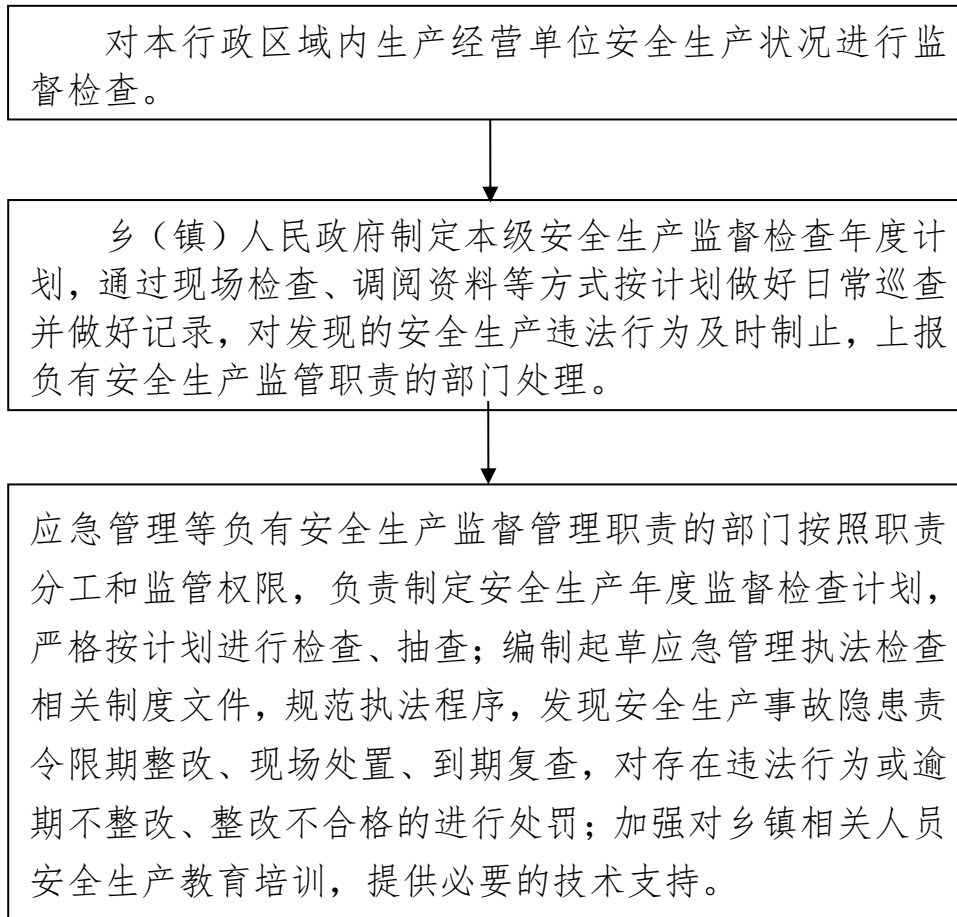 对本行政区域内生产经营单位安全生产状况进行监
督检查。
乡（镇）人民政府制定本级安全生产监督检查年度计
划，通过现场检查、调阅资料等方式按计划做好日常巡查
并做好记录，对发现的安全生产违法行为及时制止，上报
负有安全生产监管职责的部门处理。
应急管理等负有安全生产监督管理职责的部门按照职责
分工和监管权限，负责制定安全生产年度监督检查计划，
严格按计划进行检查、抽查；编制起草应急管理执法检查
相关制度文件，规范执法程序，发现安全生产事故隐患责
令限期整改、现场处置、到期复查，对存在违法行为或逾
期不整改、整改不合格的进行处罚；加强对乡镇相关人员
安全生产教育培训，提供必要的技术支持。